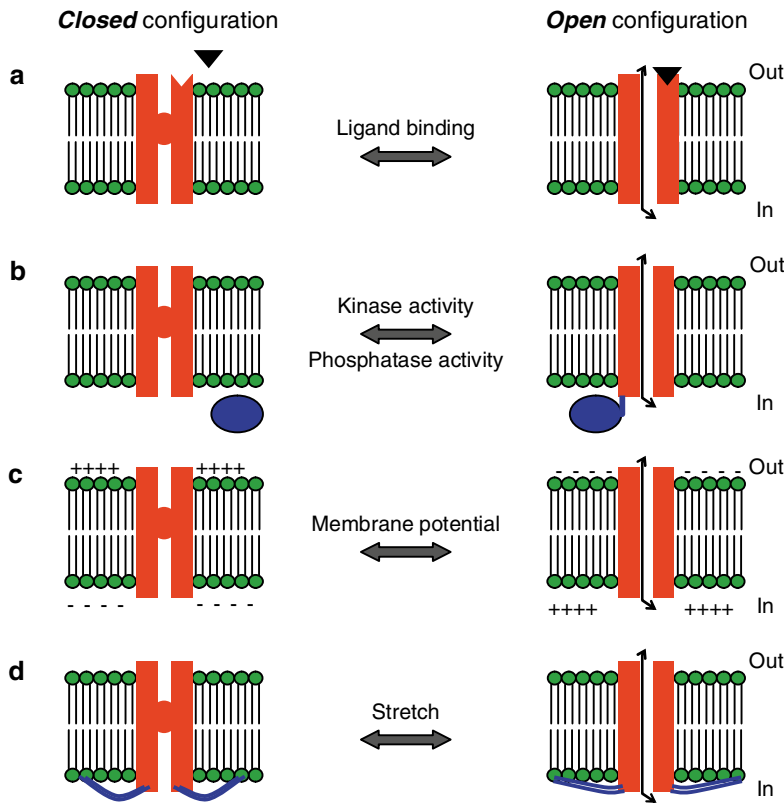 Closed configuration
Open configuration
a
Ligand binding
Out
In
b
Kinase activity
Phosphatase activity
Out
In
c
++++
++++
Membrane potential
- - - -
- - - -
Out
- - - -
- - - -
++++
++++
In
d
Stretch
Out
In